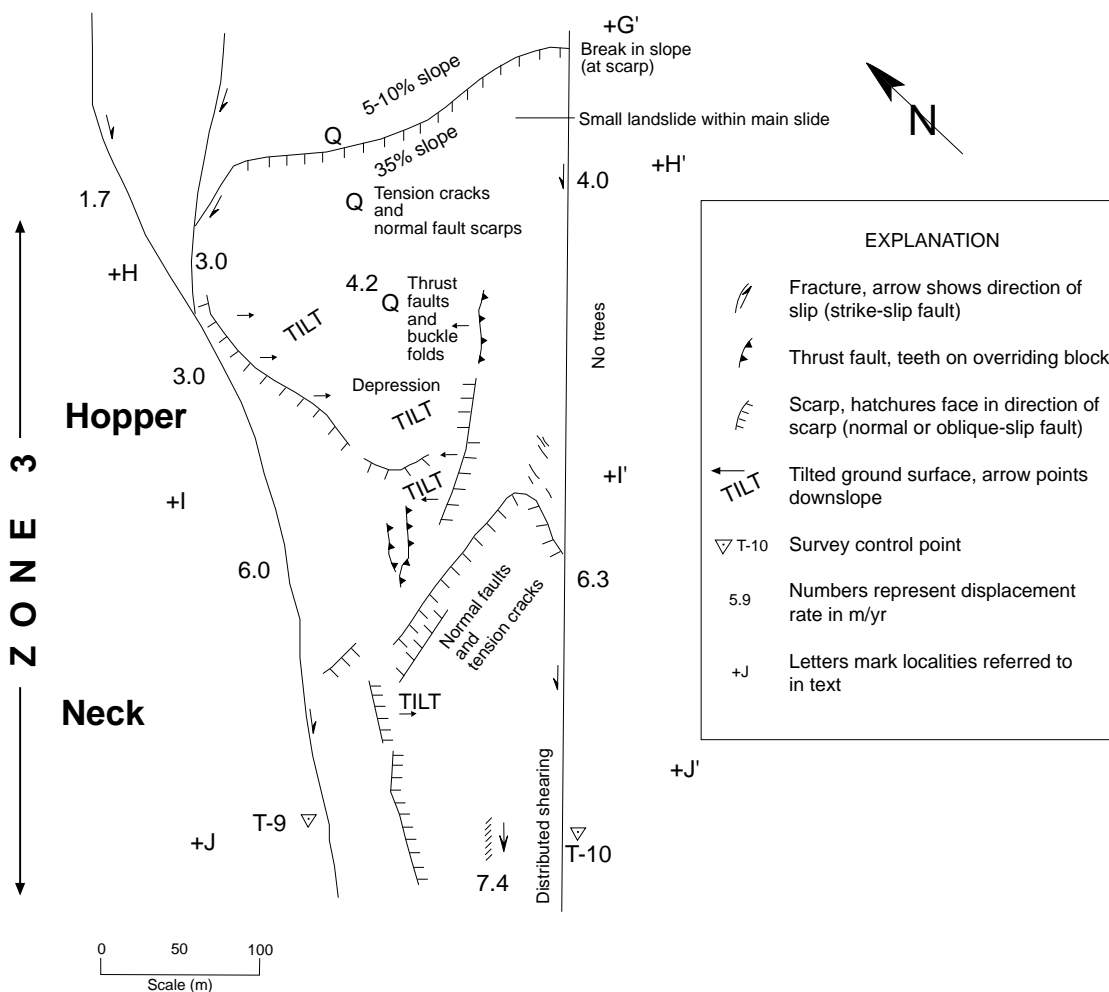 +G'
Break in slope
(at scarp)
5-10% slope
N
Q
35% slope
Small landslide within main slide
+H'
4.0
1.7
Q
Tension cracks
and
normal fault scarps
+H
3.0
4.2
Q
Thrust
faults
and
buckle
folds
TILT
No trees
3.0
Depression
Hopper
TILT
ZONE 3
+I
TILT
+I'
6.0
6.3
Normal faults
and
tension cracks
Neck
TILT
+J'
T-9
+J
T-10
7.4
Distributed shearing
0 50 100
Scale (m)
EXPLANATION
Fracture, arrow shows direction of
slip (strike-slip fault)
Thrust fault, teeth on overriding block
Scarp, hatchures face in direction of
scarp (normal or oblique-slip fault)
TILT
Tilted ground surface, arrow points
downslope
T-10 Survey control point
5.9 Numbers represent displacement
rate in m/yr
+J Letters mark localities referred to
in text